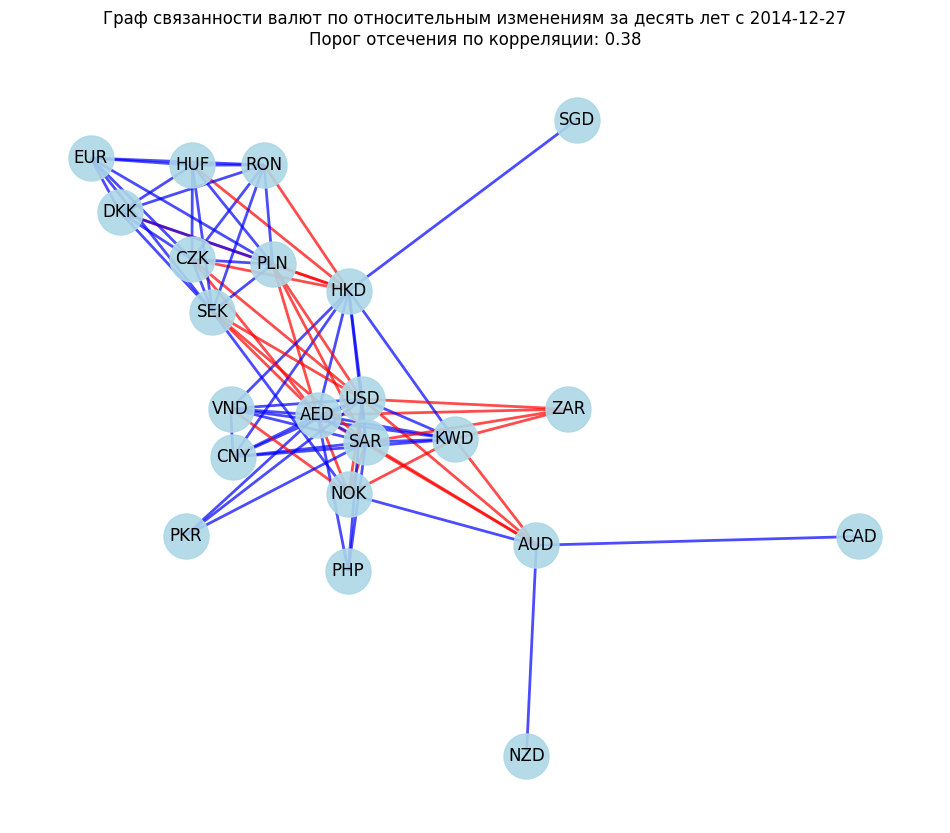 Граф связанности валют по относительным изменениям за десять лет с 2014-12-27
Порог отсечения по корреляции: 0.38
SGD
EUR
HUF
RON
DKK
CZK
PLN
HKD
SEK
USD
VND
AED
ZAR
SAR
KWD
CNY
NOK
PKR
AUD
CAD
PHP
NZD